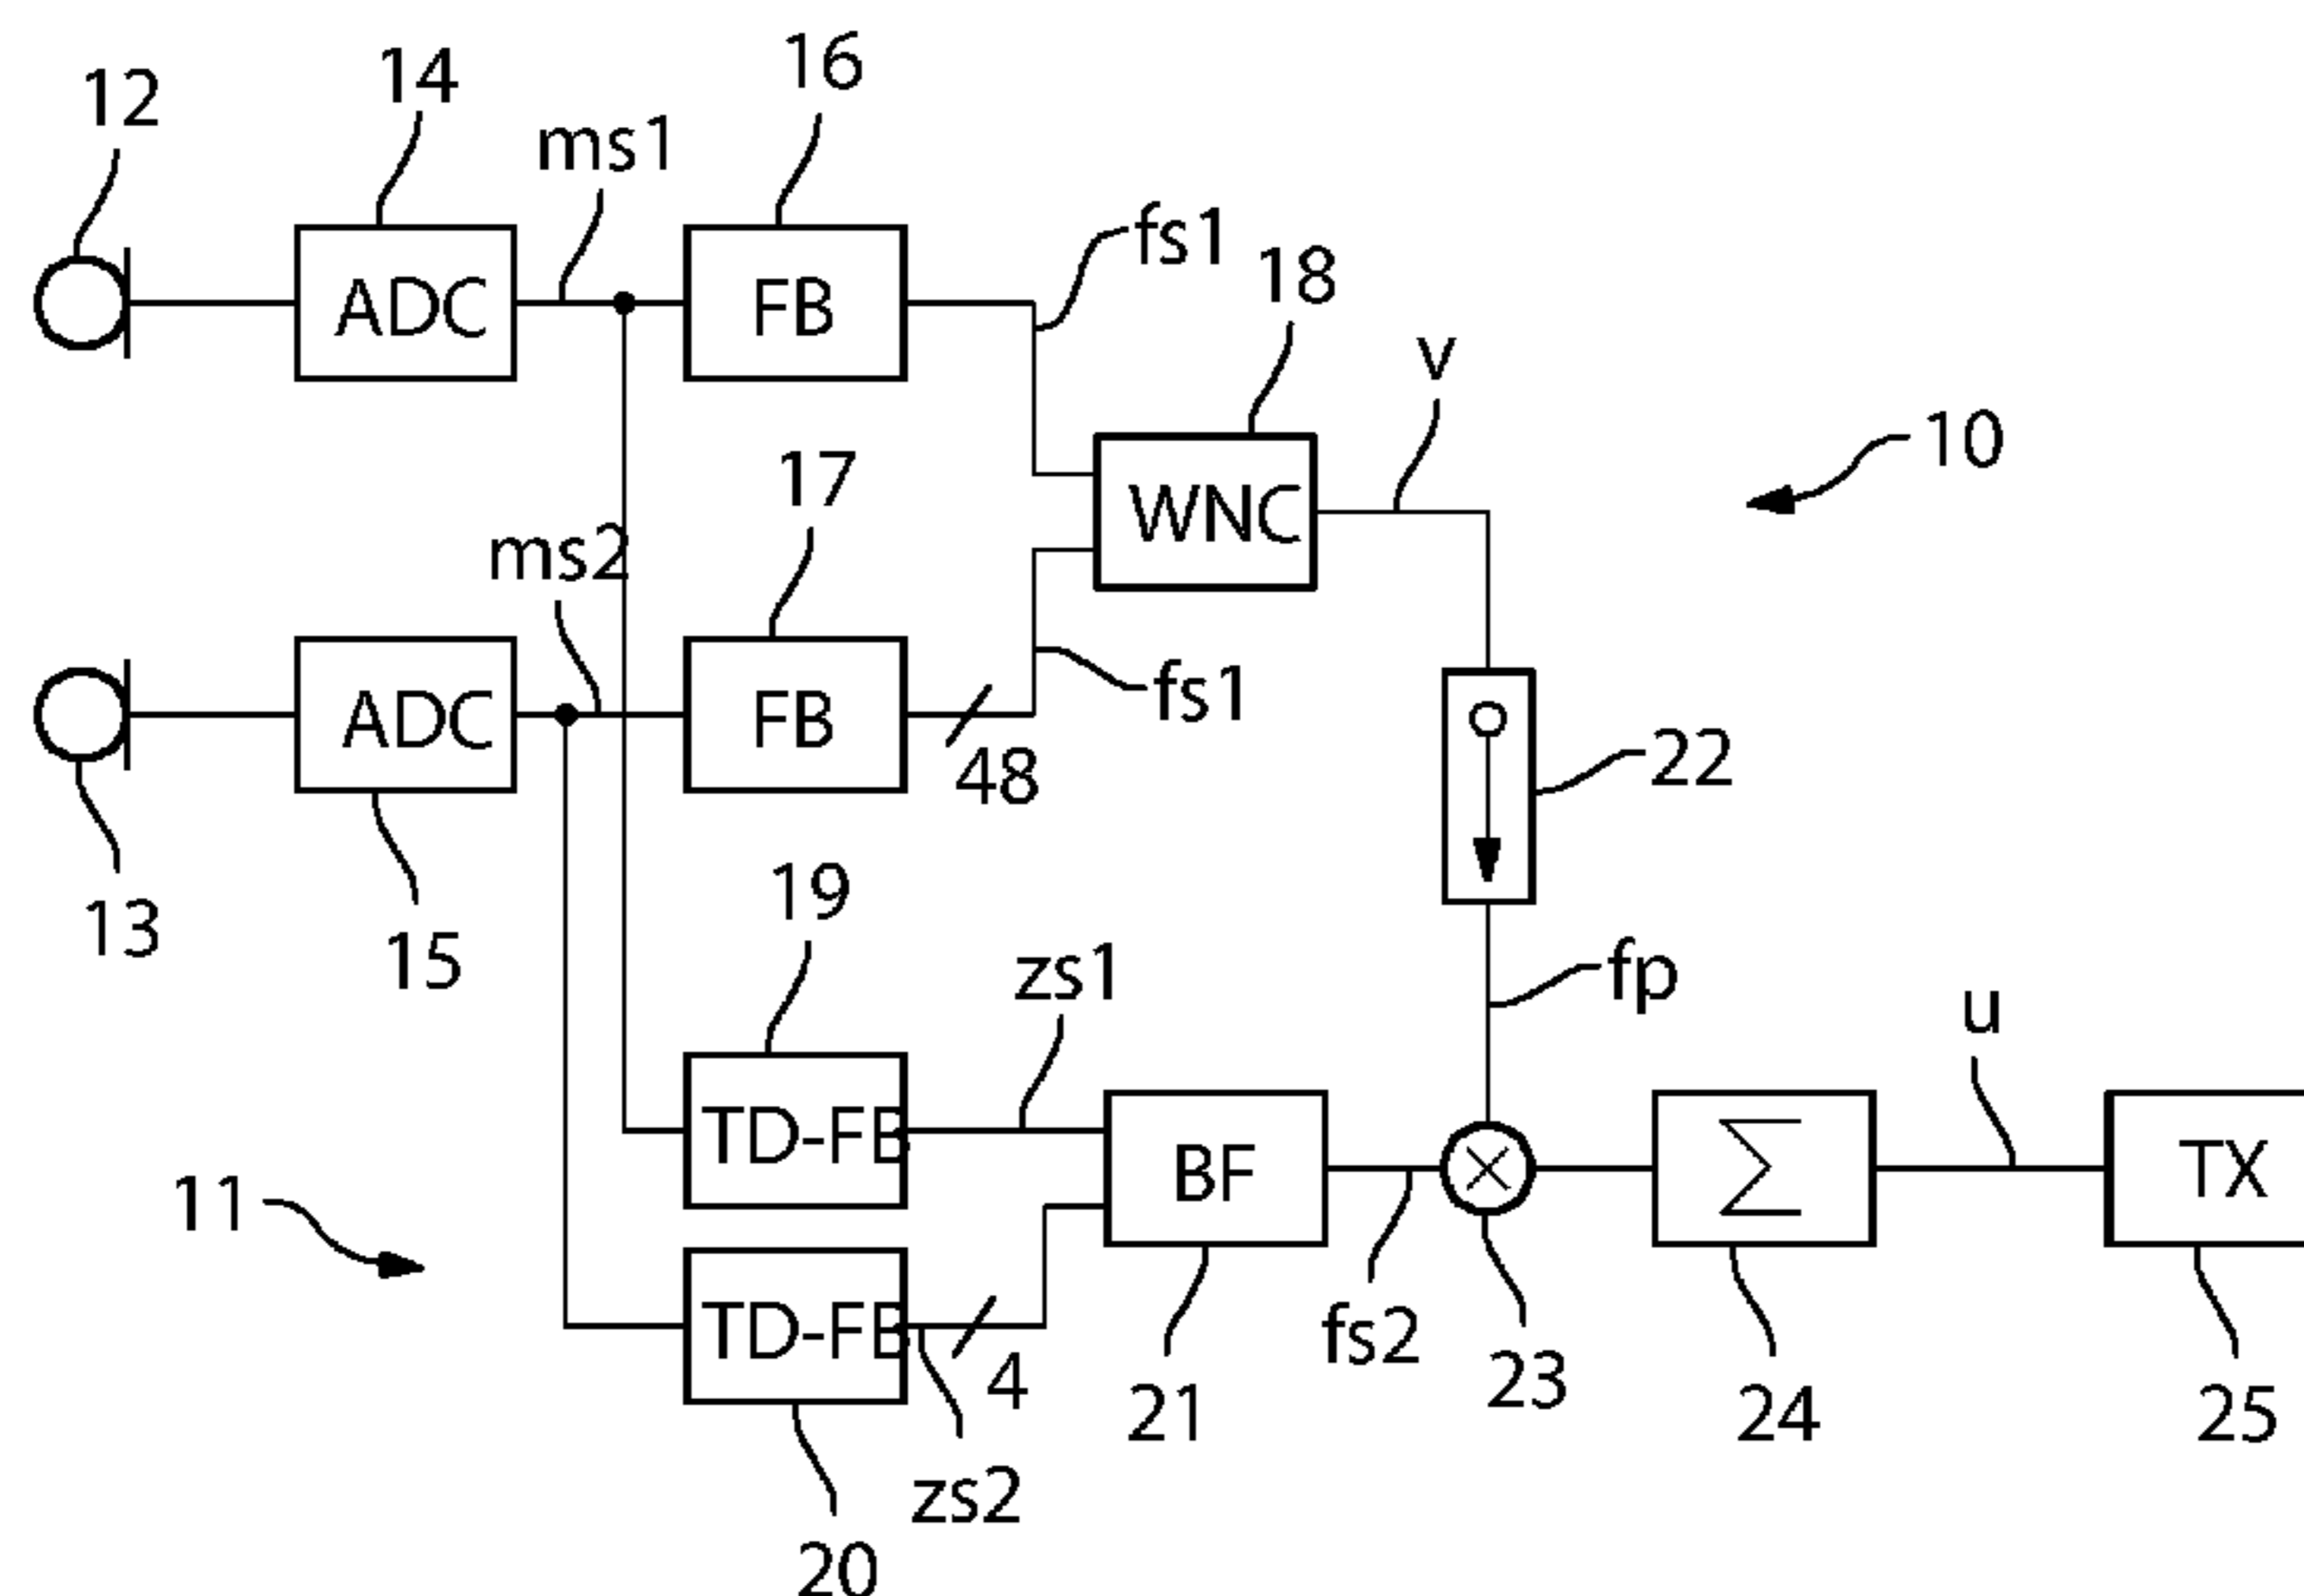 12
14
16
ms1
fs1
18
ADC
FB
v
10
17
WNC
ms2
ADC
FB
fs1
48
22
13
15
19
zs1
fp
u
TD-FB
BF
∑
TX
11
TD-FB
4
fs2
23
21
24
25
zs2
20